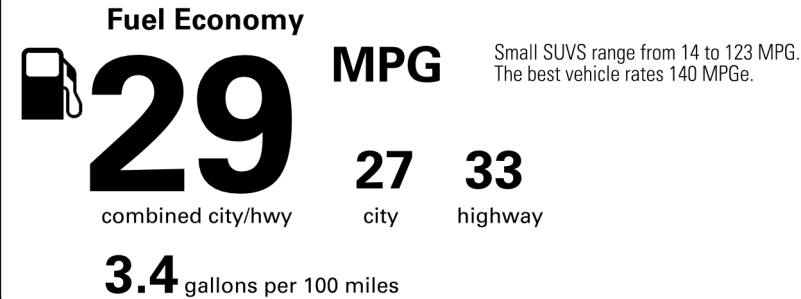 Fuel Economy
29 MPG
Small SUVS range from 14 to 123 MPG.
The best vehicle rates 140 MPGe.
27 33
combined city/hwy city highway
3.4 gallons per 100 miles